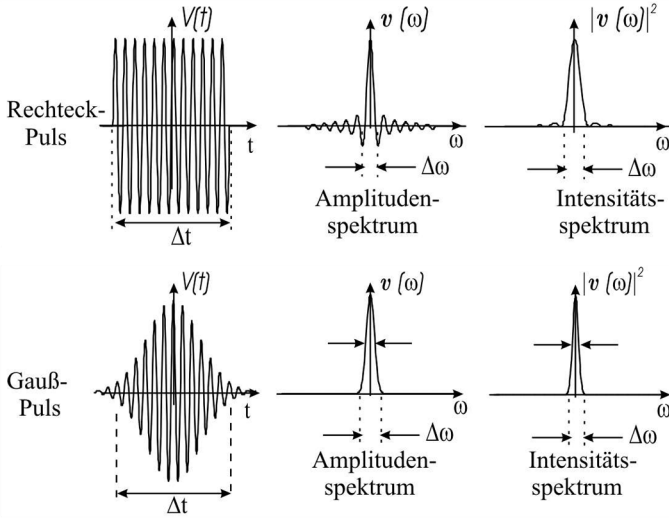 V(t)
v (ω)
|v (ω)|²
Rechteck-
Puls
t
ω
ω
Δω
Δω
Δt
Amplituden-
spektrum
Intensitäts-
spektrum
V(t)
v (ω)
|v (ω)|²
Gauß-
Puls
t
ω
ω
Δω
Δω
Δt
Amplituden-
spektrum
Intensitäts-
spektrum